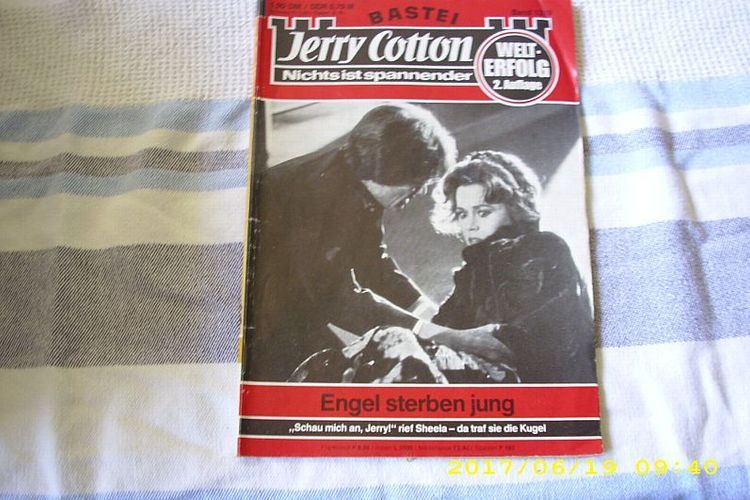 BASTEI
Jerry Cotton
Nichts ist spannender
WELT-
ERFOLG
2. Auflage
Engel sterben jung
„Schau mich an, Jerry!" rief Sheela – da traf sie die Kugel
2017/06/19 09:40